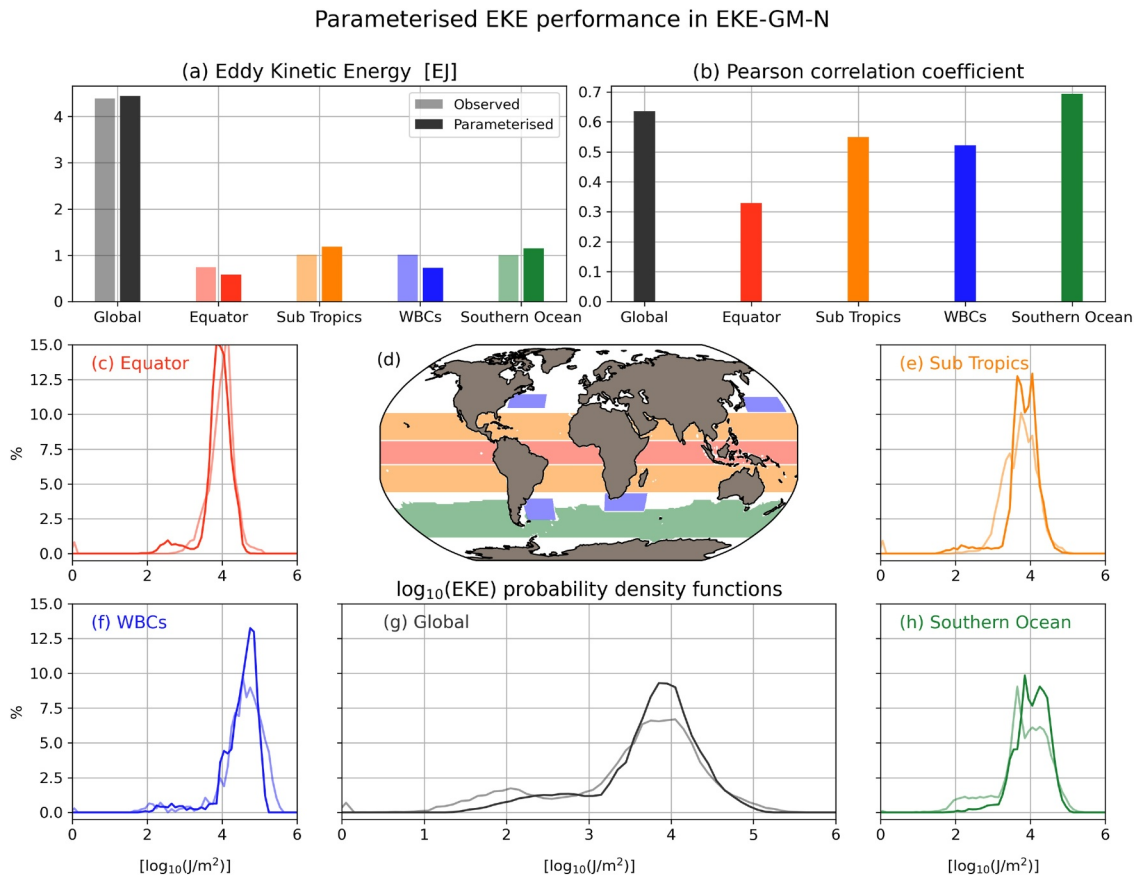 Parameterised EKE performance in EKE-GM-N
(a) Eddy Kinetic Energy [EJ]
4
3
2
1
0
Observed
Parameterised
Global
Equator
Sub Tropics
WBCs
Southern Ocean
(b) Pearson correlation coefficient
0.7
0.6
0.5
0.4
0.3
0.2
0.1
0.0
Global
Equator
Sub Tropics
WBCs
Southern Ocean
(c) Equator
15.0
12.5
10.0
7.5
5.0
2.5
0.0
%
0 2 4 6
(d)
(e) Sub Tropics
0 2 4 6
log₁₀(EKE) probability density functions
(f) WBCs
15.0
12.5
10.0
7.5
5.0
2.5
0.0
%
0 2 4 6
[log₁₀(J/m²)]
(g) Global
0 1 2 3 4 5 6
[log₁₀(J/m²)]
(h) Southern Ocean
0 2 4 6
[log₁₀(J/m²)]